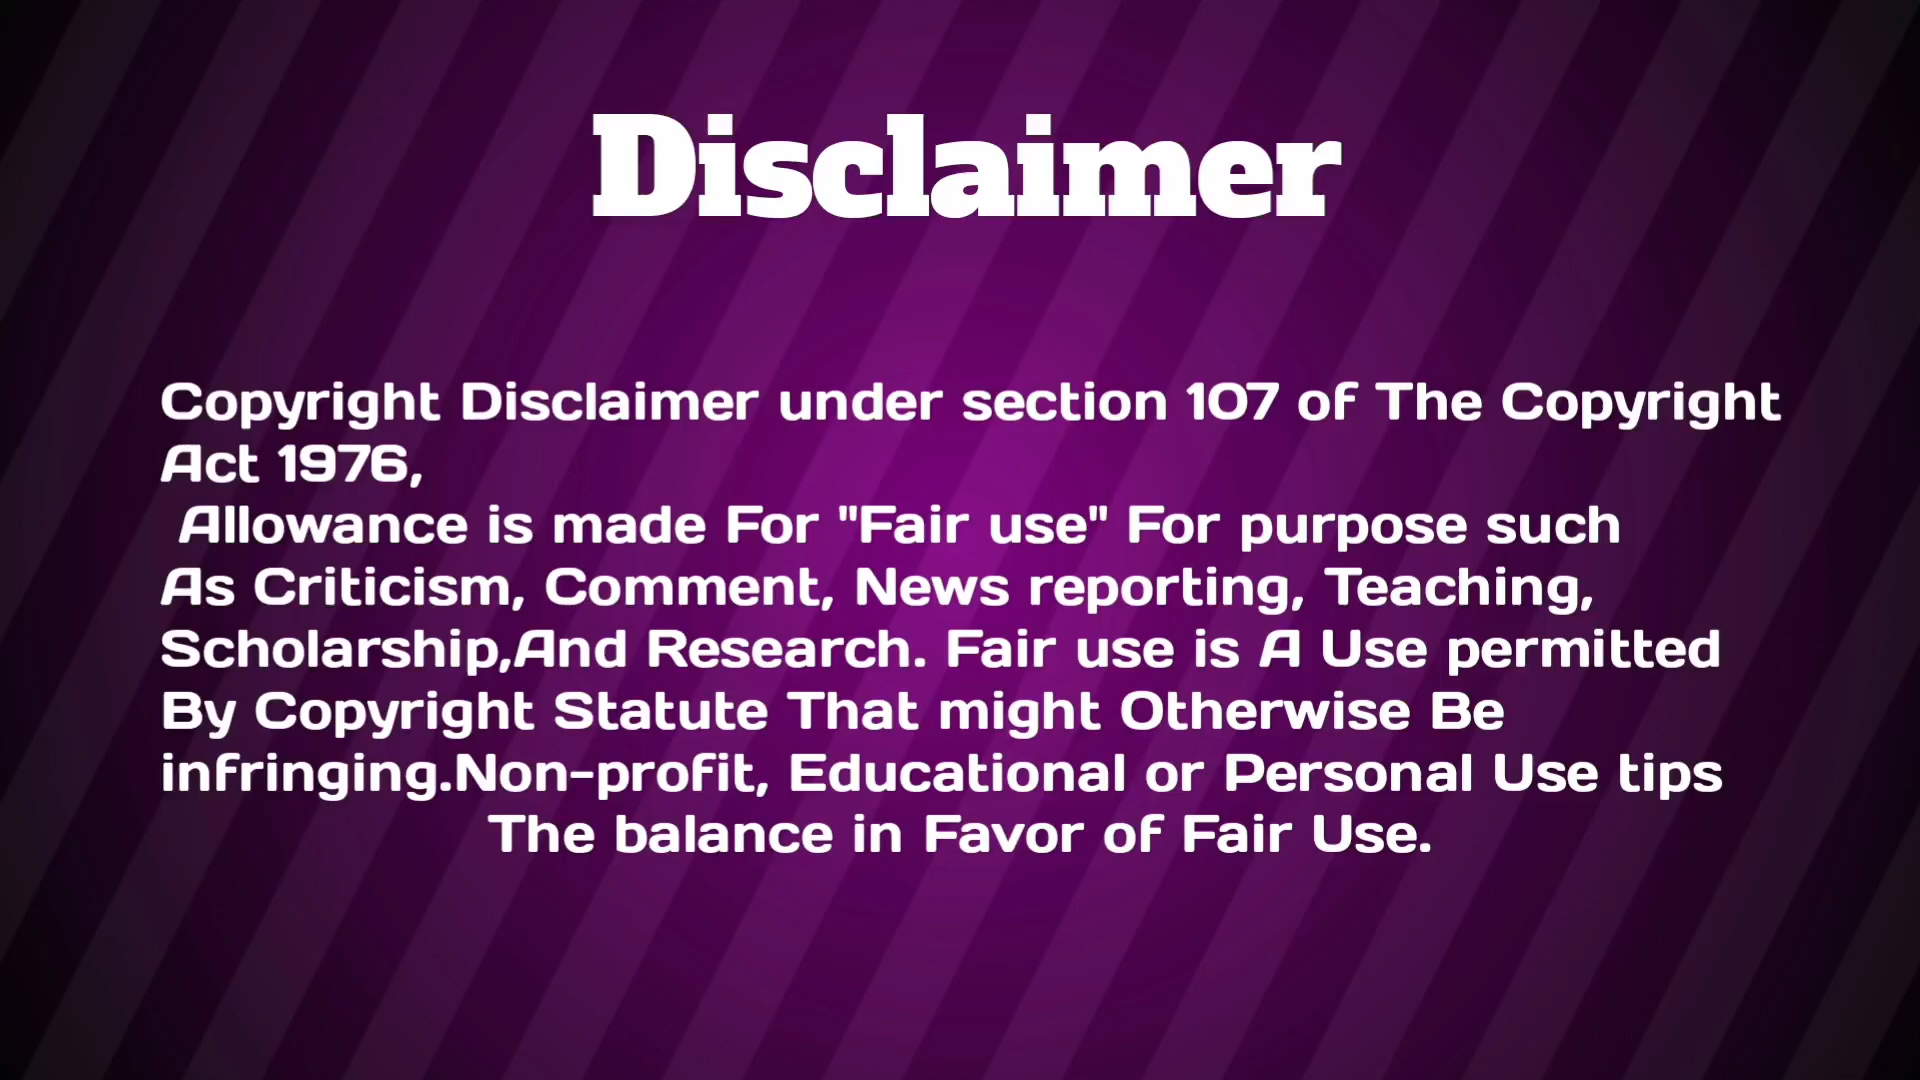 Disclaimer
Copyright Disclaimer under section 107 of The Copyright
Act 1976,
Allowance is made For "Fair use" For purpose such
As Criticism, Comment, News reporting, Teaching,
Scholarship,And Research. Fair use is A Use permitted
By Copyright Statute That might Otherwise Be
infringing.Non-profit, Educational or Personal Use tips
The balance in Favor of Fair Use.